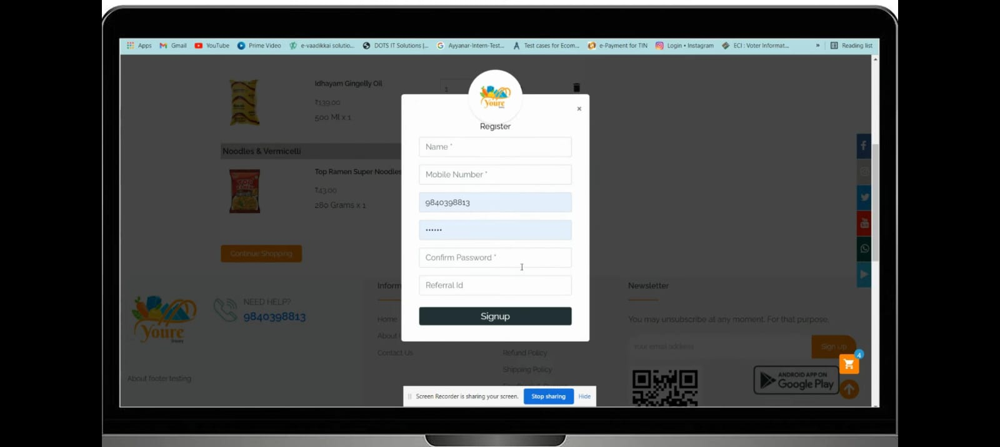 Apps Gmail YouTube Prime Video e-vaadikkai solutio... DOTS IT Solutions |... Ayyanar-Intern-Test... Test cases for Ecom... e-Payment for TIN Login • Instagram ECI : Voter Informat... » Reading list
Idhayam Gingelly Oil
1
₹139.00
500 Ml x 1
Noodles & Vermicelli
Top Ramen Super Noodles
₹43.00
280 Grams x 1
Continue Shopping
Youre
×
Register
Name *
Mobile Number *
9840398813
••••••
Confirm Password *
Referral Id
Signup
Youre
NEED HELP?
9840398813
About footer testing
Inform
Home
About
Contact Us
Refund Policy
Shipping Policy
Newsletter
You may unsubscribe at any moment. For that purpose,
Your email address
Sign Up
4
ANDROID APP ON
Google Play
Screen Recorder is sharing your screen. Stop sharing Hide